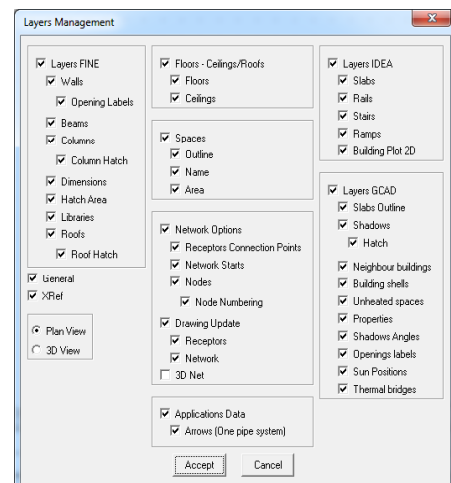 Layers Management
Layers FINE
Walls
Opening Labels
Beams
Columns
Column Hatch
Dimensions
Hatch Area
Libraries
Roofs
Roof Hatch
General
XRef
Plan View
3D View
Floors - Ceilings/Roofs
Floors
Ceilings
Spaces
Outline
Name
Area
Network Options
Receptors Connection Points
Network Starts
Nodes
Node Numbering
Drawing Update
Receptors
Network
3D Net
Applications Data
Arrows (One pipe system)
Layers IDEA
Slabs
Rails
Stairs
Ramps
Building Plot 2D
Layers GCAD
Slabs Outline
Shadows
Hatch
Neighbour buildings
Building shells
Unheated spaces
Properties
Shadows Angles
Openings labels
Sun Positions
Thermal bridges
Accept
Cancel